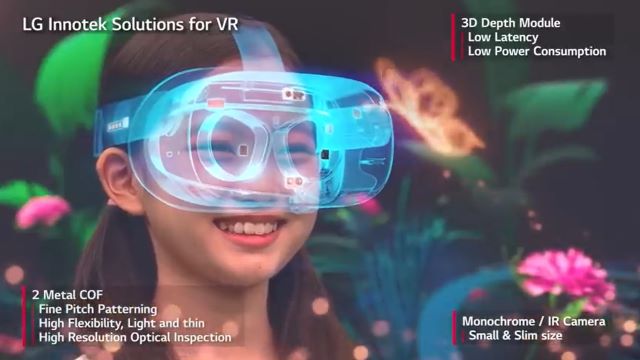 LG Innotek Solutions for VR
3D Depth Module
Low Latency
Low Power Consumption
2 Metal COF
Fine Pitch Patterning
High Flexibility, Light and thin
High Resolution Optical Inspection
Monochrome / IR Camera
Small & Slim size